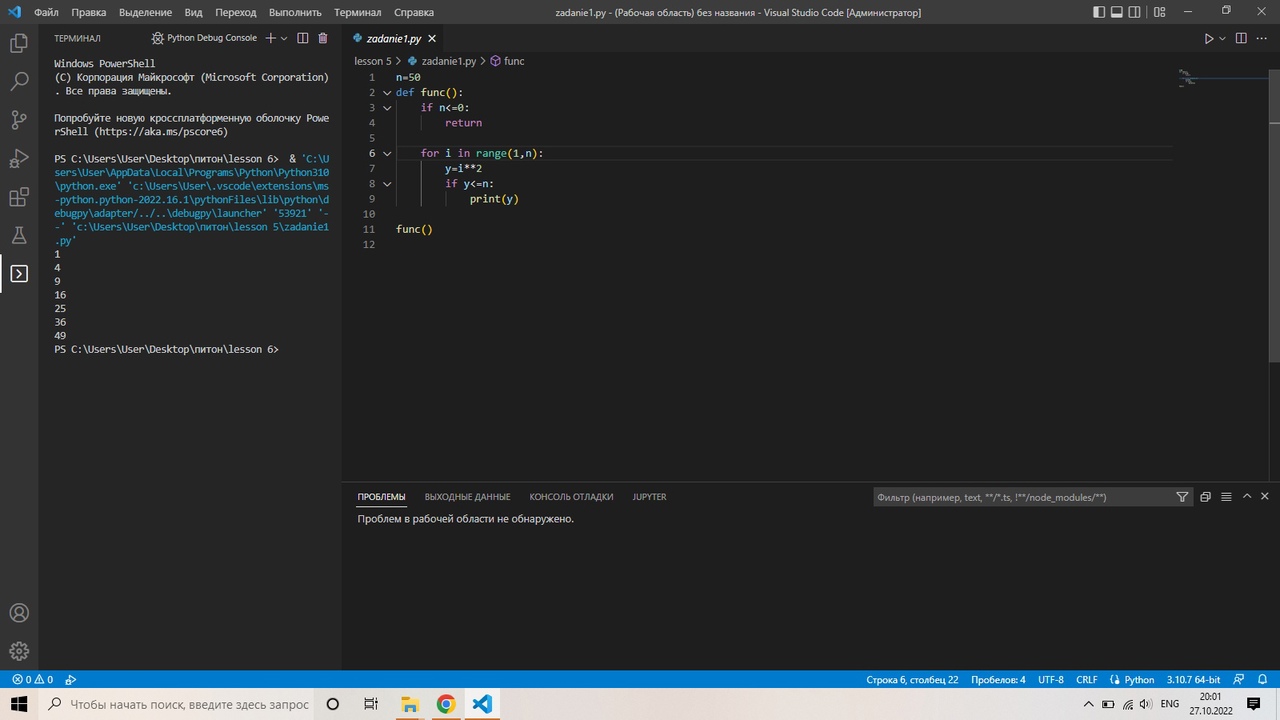 Файл Правка Выделение Вид Переход Выполнить Терминал Справка
zadanie1.py - (Рабочая область) без названия - Visual Studio Code [Администратор]
ТЕРМИНАЛ
Python Debug Console
Windows PowerShell
(C) Корпорация Майкрософт (Microsoft Corporation)
. Все права защищены.
Попробуйте новую кроссплатформенную оболочку Powe
rShell (https://aka.ms/pscore6)
PS C:\Users\User\Desktop\питон\lesson 6>  & 'C:\U
sers\User\AppData\Local\Programs\Python\Python310
\python.exe' 'c:\Users\User\.vscode\extensions\ms
-python.python-2022.16.1\pythonFiles\lib\python\d
ebugpy\adapter/../..\debugpy\launcher' '53921' '-
-' 'c:\Users\User\Desktop\питон\lesson 5\zadanie1
.py'
1
4
9
16
25
36
49
PS C:\Users\User\Desktop\питон\lesson 6>
zadanie1.py
lesson 5 > zadanie1.py > func
1 n=50
2 def func():
3 if n<=0:
4 return
5
6 for i in range(1,n):
7 y=i**2
8 if y<=n:
9 print(y)
10
11 func()
12
ПРОБЛЕМЫ ВЫХОДНЫЕ ДАННЫЕ КОНСОЛЬ ОТЛАДКИ JUPYTER
Фильтр (например, text, **/*.ts, !**/node_modules/**)
Проблем в рабочей области не обнаружено.
0 0
Строка 6, столбец 22 Пробелов: 4 UTF-8 CRLF Python 3.10.7 64-bit
Чтобы начать поиск, введите здесь запрос
ENG
20:01
27.10.2022